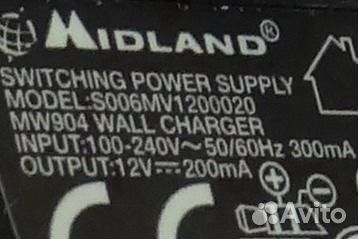 MIDLAND®
SWITCHING POWER SUPPLY
MODEL:S006MV1200020
MW904 WALL CHARGER
INPUT:100-240V~50/60Hz 300mA
OUTPUT:12V⎓200mA
Avito